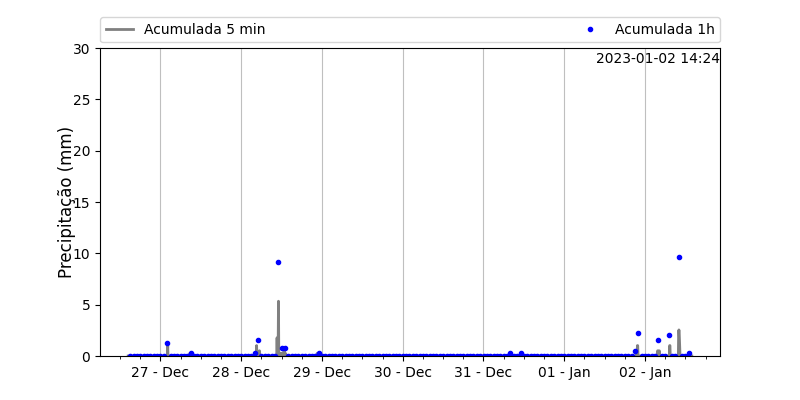 Acumulada 5 min
Acumulada 1h
2023-01-02 14:24
Precipitação (mm)
30
25
20
15
10
5
0
27 - Dec
28 - Dec
29 - Dec
30 - Dec
31 - Dec
01 - Jan
02 - Jan